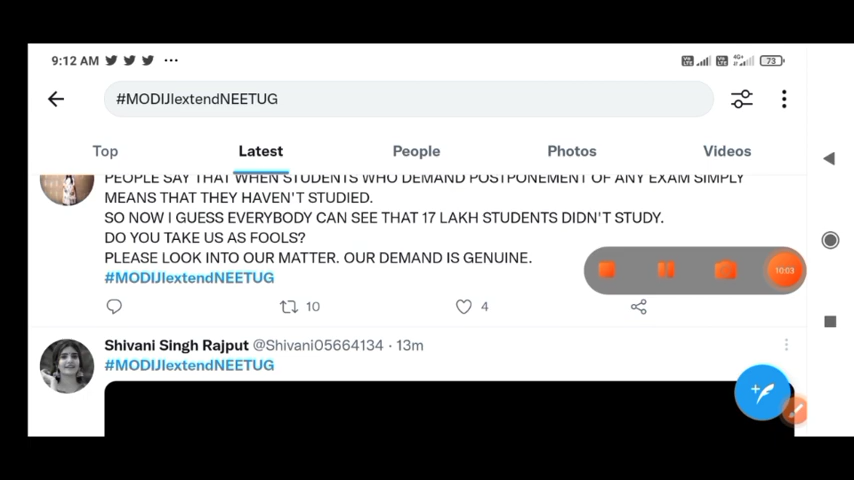 9:12 AM
4G+
73
#MODIJIextendNEETUG
Top
Latest
People
Photos
Videos
PEOPLE SAY THAT WHEN STUDENTS WHO DEMAND POSTPONEMENT OF ANY EXAM SIMPLY
MEANS THAT THEY HAVEN'T STUDIED.
SO NOW I GUESS EVERYBODY CAN SEE THAT 17 LAKH STUDENTS DIDN'T STUDY.
DO YOU TAKE US AS FOOLS?
PLEASE LOOK INTO OUR MATTER. OUR DEMAND IS GENUINE.
#MODIJIextendNEETUG
10:03
10
4
Shivani Singh Rajput @Shivani05664134 · 13m
#MODIJIextendNEETUG